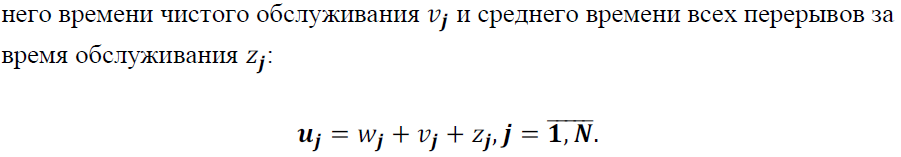 него времени чистого обслуживания vⱼ и среднего времени всех перерывов за
время обслуживания zⱼ:
uⱼ = wⱼ + vⱼ + zⱼ, j = 1, N.